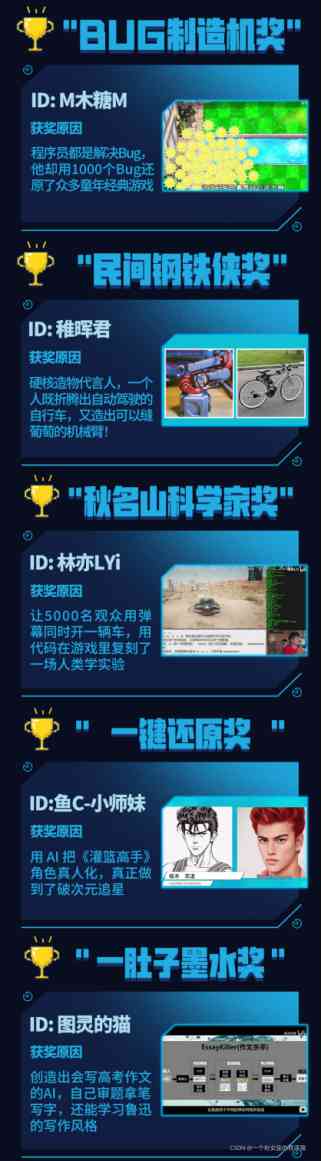 "BUG制造机奖"
ID: M木糖M
获奖原因
程序员都是解决Bug，
他却用1000个Bug还
原了众多童年经典游戏
"民间钢铁侠奖"
ID: 稚晖君
获奖原因
硬核造物代言人，一个
人既折腾出自动驾驶的
自行车，又造出可以缝
葡萄的机械臂！
"秋名山科学家奖"
ID: 林亦LYi
获奖原因
让5000名观众用弹
幕同时开一辆车，用
代码在游戏里复刻了
一场人类学实验
"一键还原奖"
ID:鱼C-小师妹
获奖原因
用 AI 把《灌篮高手》
角色真人化，真正做
到了破次元追星
"一肚子墨水奖"
ID: 图灵的猫
获奖原因
EssayKiller(作文杀手)
创造出会写高考作文
的AI，自己审题拿笔
写字，还能学习鲁迅
的写作风格